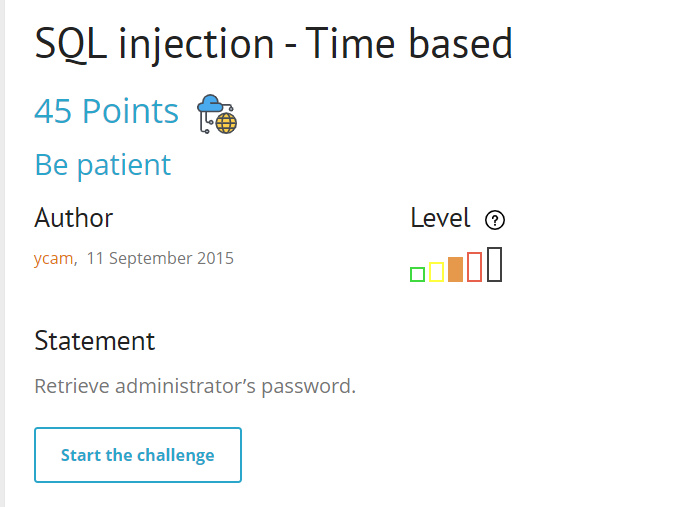 SQL injection - Time based
45 Points
Be patient
Author
Level ?
ycam, 11 September 2015
Statement
Retrieve administrator’s password.
Start the challenge